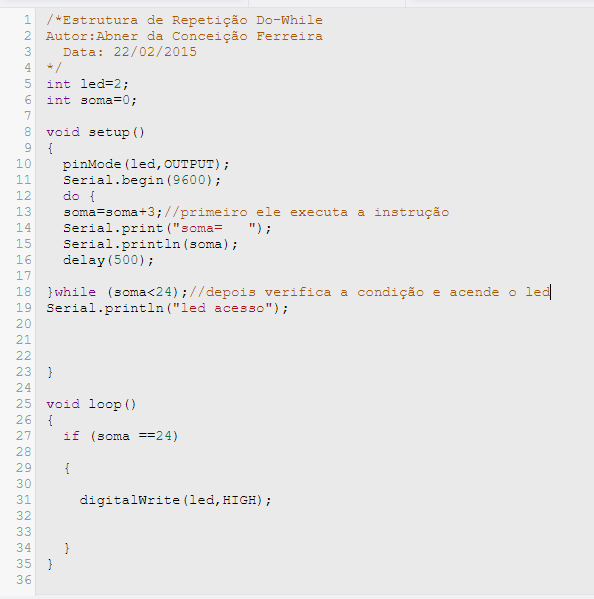 1 /*Estrutura de Repetição Do-While
2 Autor:Abner da Conceição Ferreira
3   Data: 22/02/2015
4 */
5 int led=2;
6 int soma=0;
7
8 void setup()
9 {
10   pinMode(led,OUTPUT);
11   Serial.begin(9600);
12   do {
13   soma=soma+3;//primeiro ele executa a instrução
14   Serial.print("soma=   ");
15   Serial.println(soma);
16   delay(500);
17
18 }while (soma<24);//depois verifica a condição e acende o led
19 Serial.println("led acesso");
20
21
22
23 }
24
25 void loop()
26 {
27   if (soma ==24)
28
29   {
30
31     digitalWrite(led,HIGH);
32
33
34   }
35 }
36